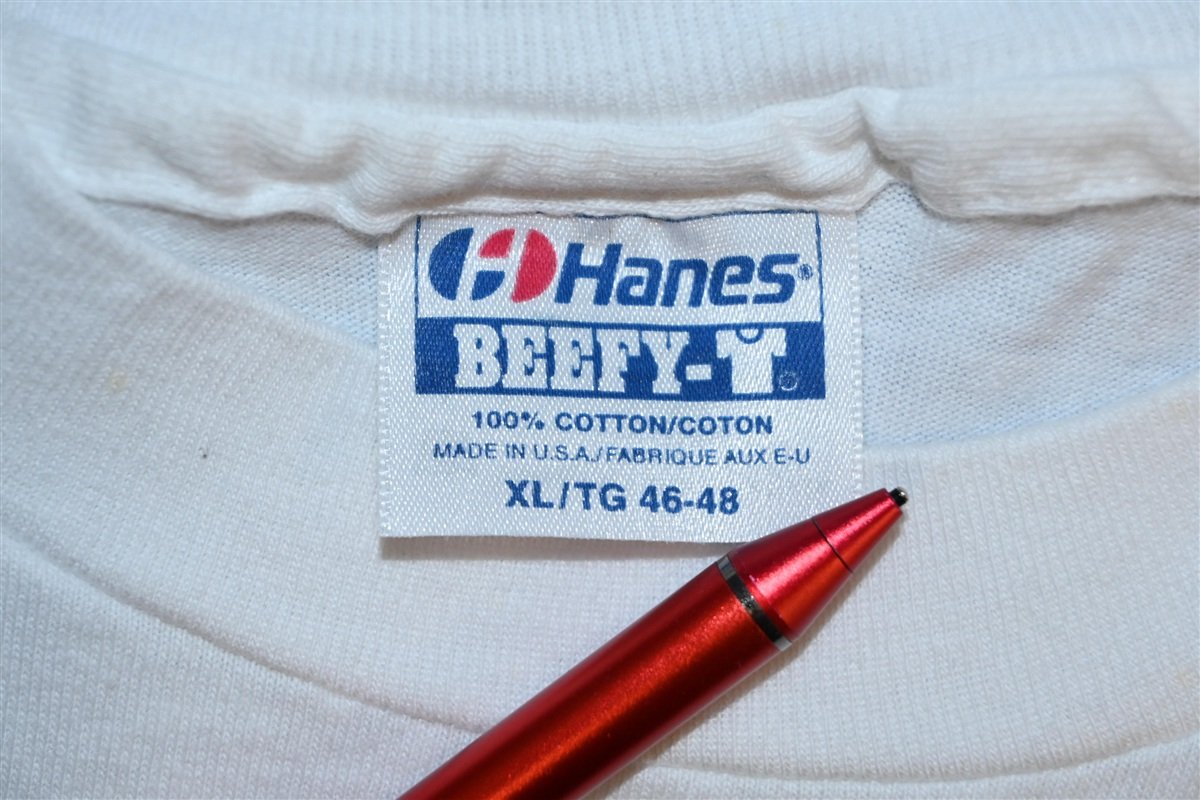 Hanes®
BEEFY-T®
100% COTTON/COTON
MADE IN U.S.A./FABRIQUE AUX E-U
XL/TG 46-48